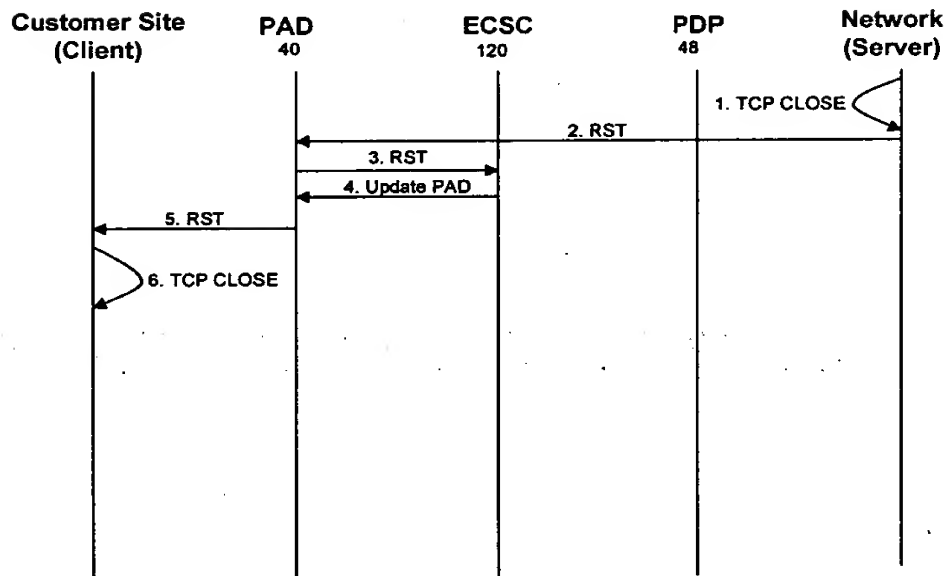 Customer Site
(Client)
PAD
40
ECSC
120
PDP
48
Network
(Server)
1. TCP CLOSE
2. RST
3. RST
4. Update PAD
5. RST
6. TCP CLOSE